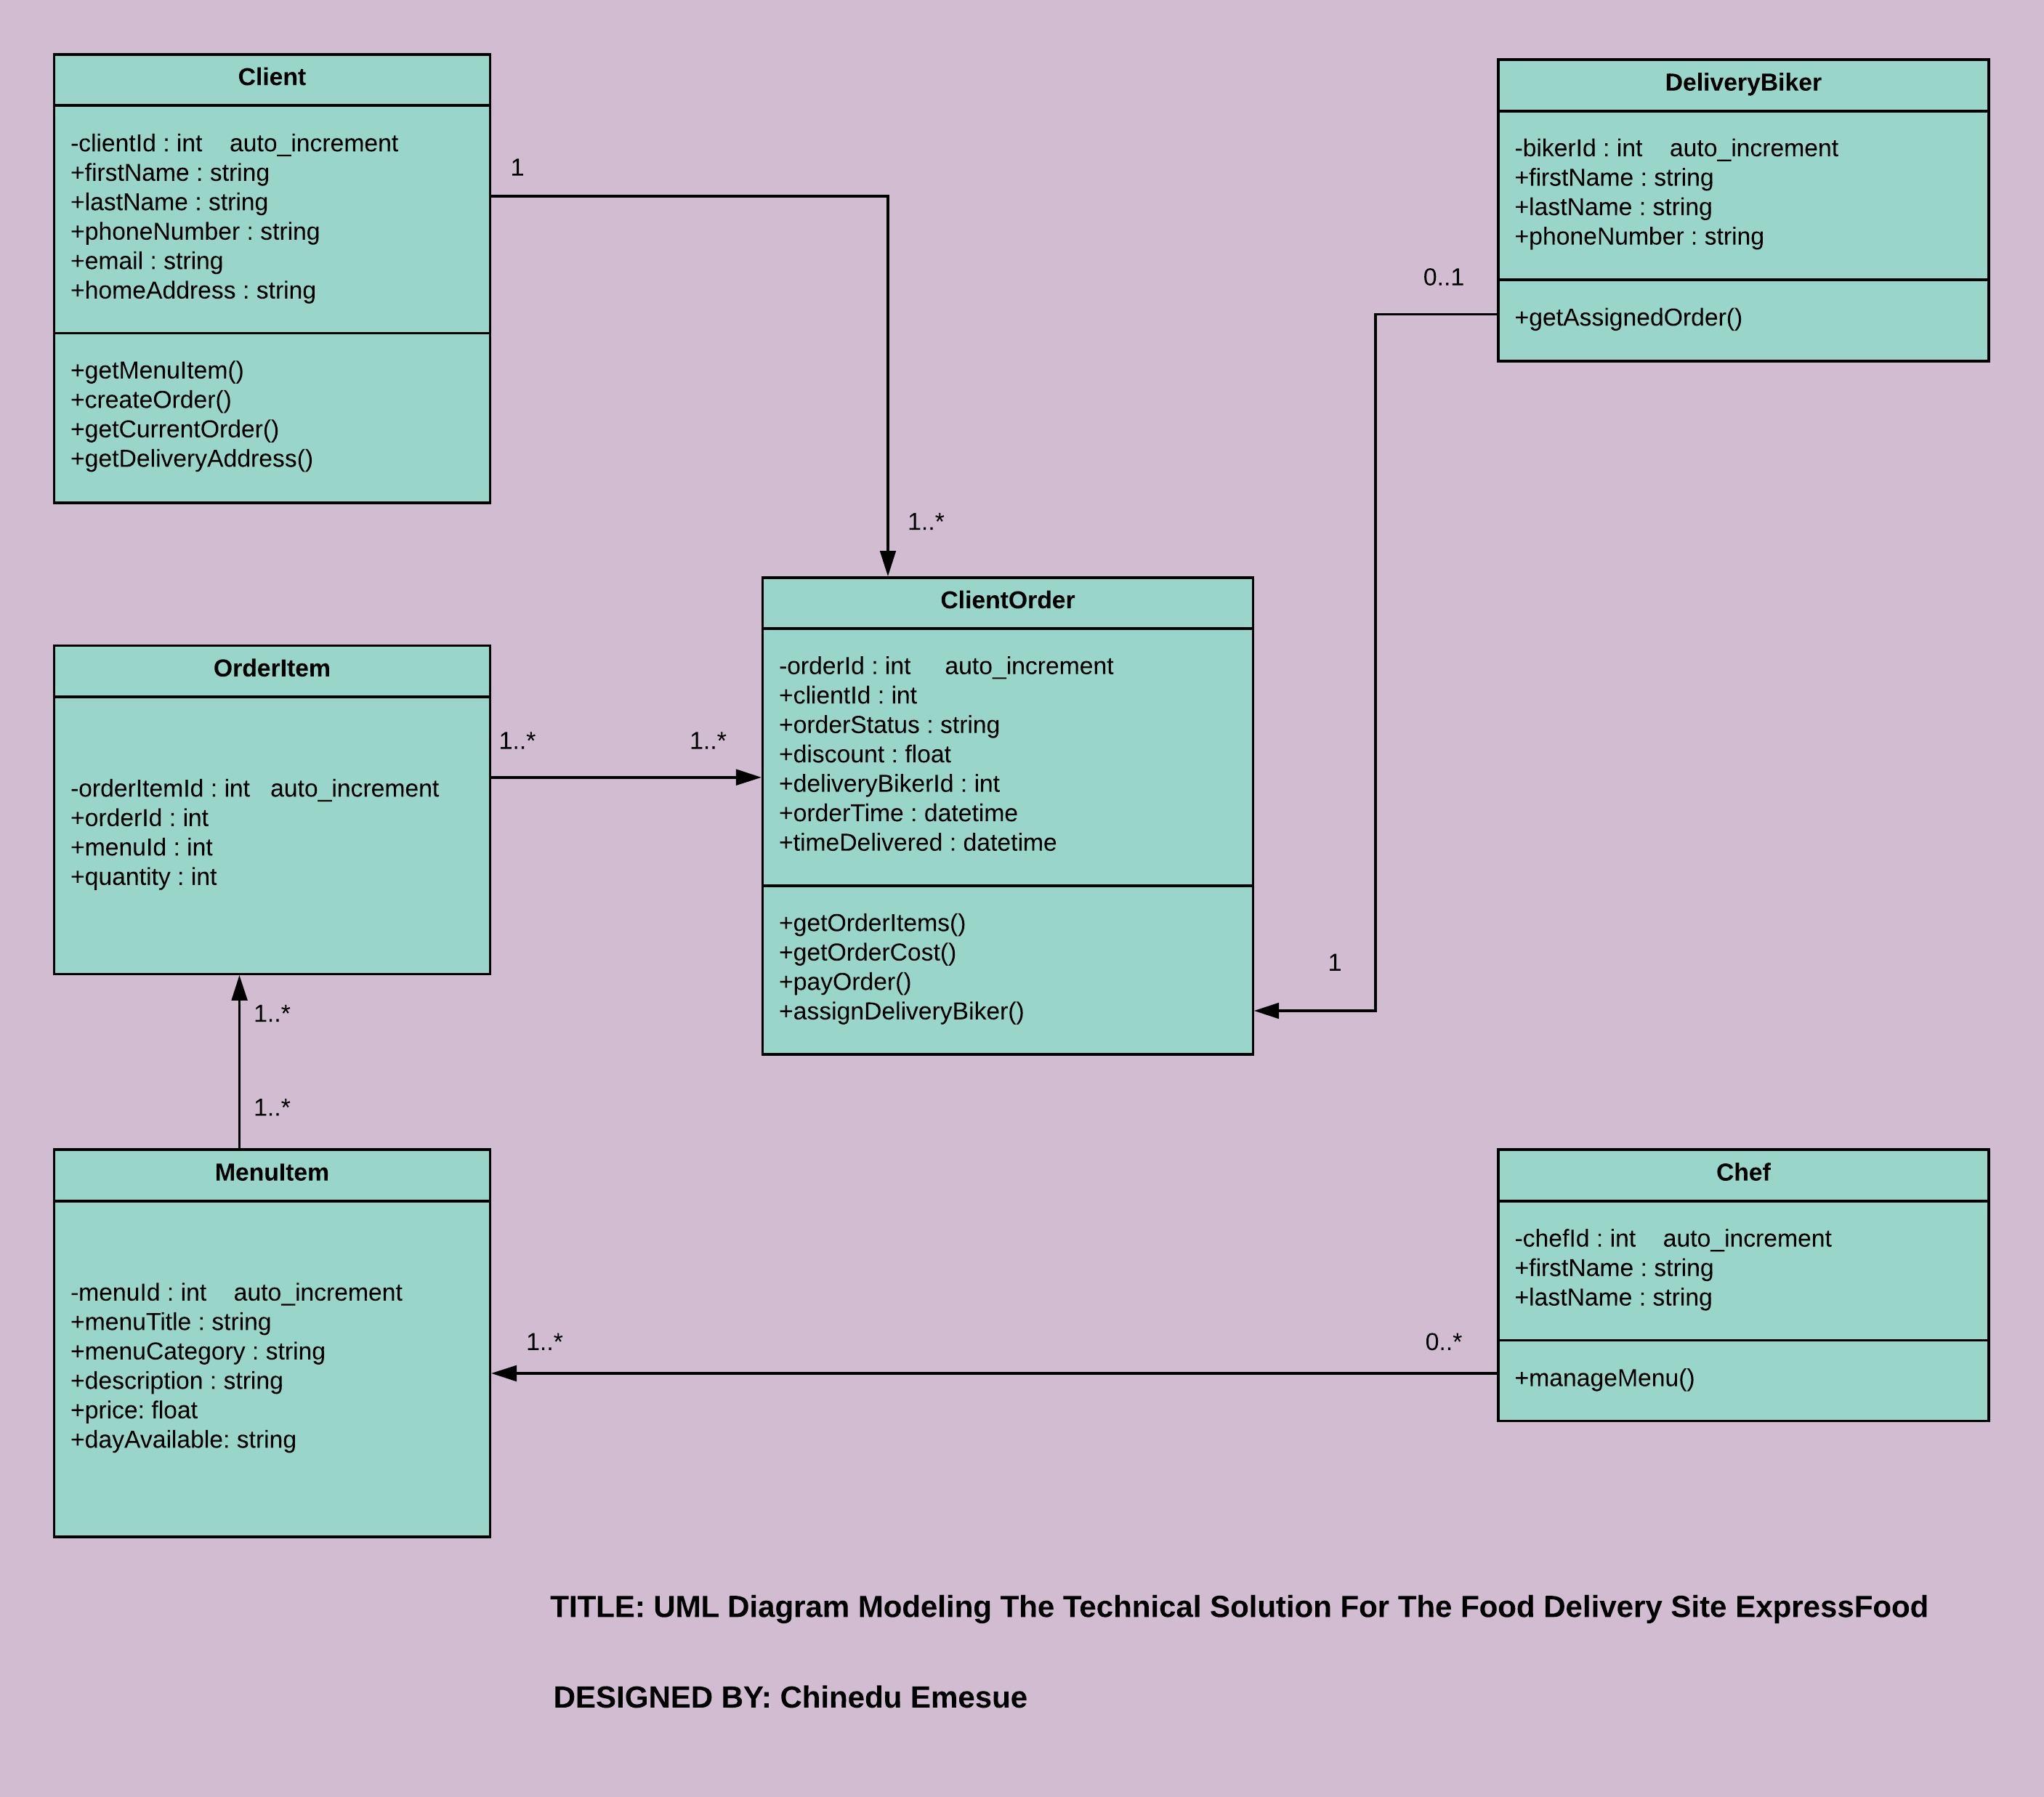 Client
-clientId : int    auto_increment
+firstName : string
+lastName : string
+phoneNumber : string
+email : string
+homeAddress : string
+getMenuItem()
+createOrder()
+getCurrentOrder()
+getDeliveryAddress()
1
1..*
DeliveryBiker
-bikerId : int    auto_increment
+firstName : string
+lastName : string
+phoneNumber : string
+getAssignedOrder()
0..1
1
OrderItem
-orderItemId : int   auto_increment
+orderId : int
+menuId : int
+quantity : int
1..*
1..*
ClientOrder
-orderId : int     auto_increment
+clientId : int
+orderStatus : string
+discount : float
+deliveryBikerId : int
+orderTime : datetime
+timeDelivered : datetime
+getOrderItems()
+getOrderCost()
+payOrder()
+assignDeliveryBiker()
1..*
1..*
MenuItem
-menuId : int    auto_increment
+menuTitle : string
+menuCategory : string
+description : string
+price: float
+dayAvailable: string
1..*
0..*
Chef
-chefId : int    auto_increment
+firstName : string
+lastName : string
+manageMenu()
TITLE: UML Diagram Modeling The Technical Solution For The Food Delivery Site ExpressFood
DESIGNED BY: Chinedu Emesue